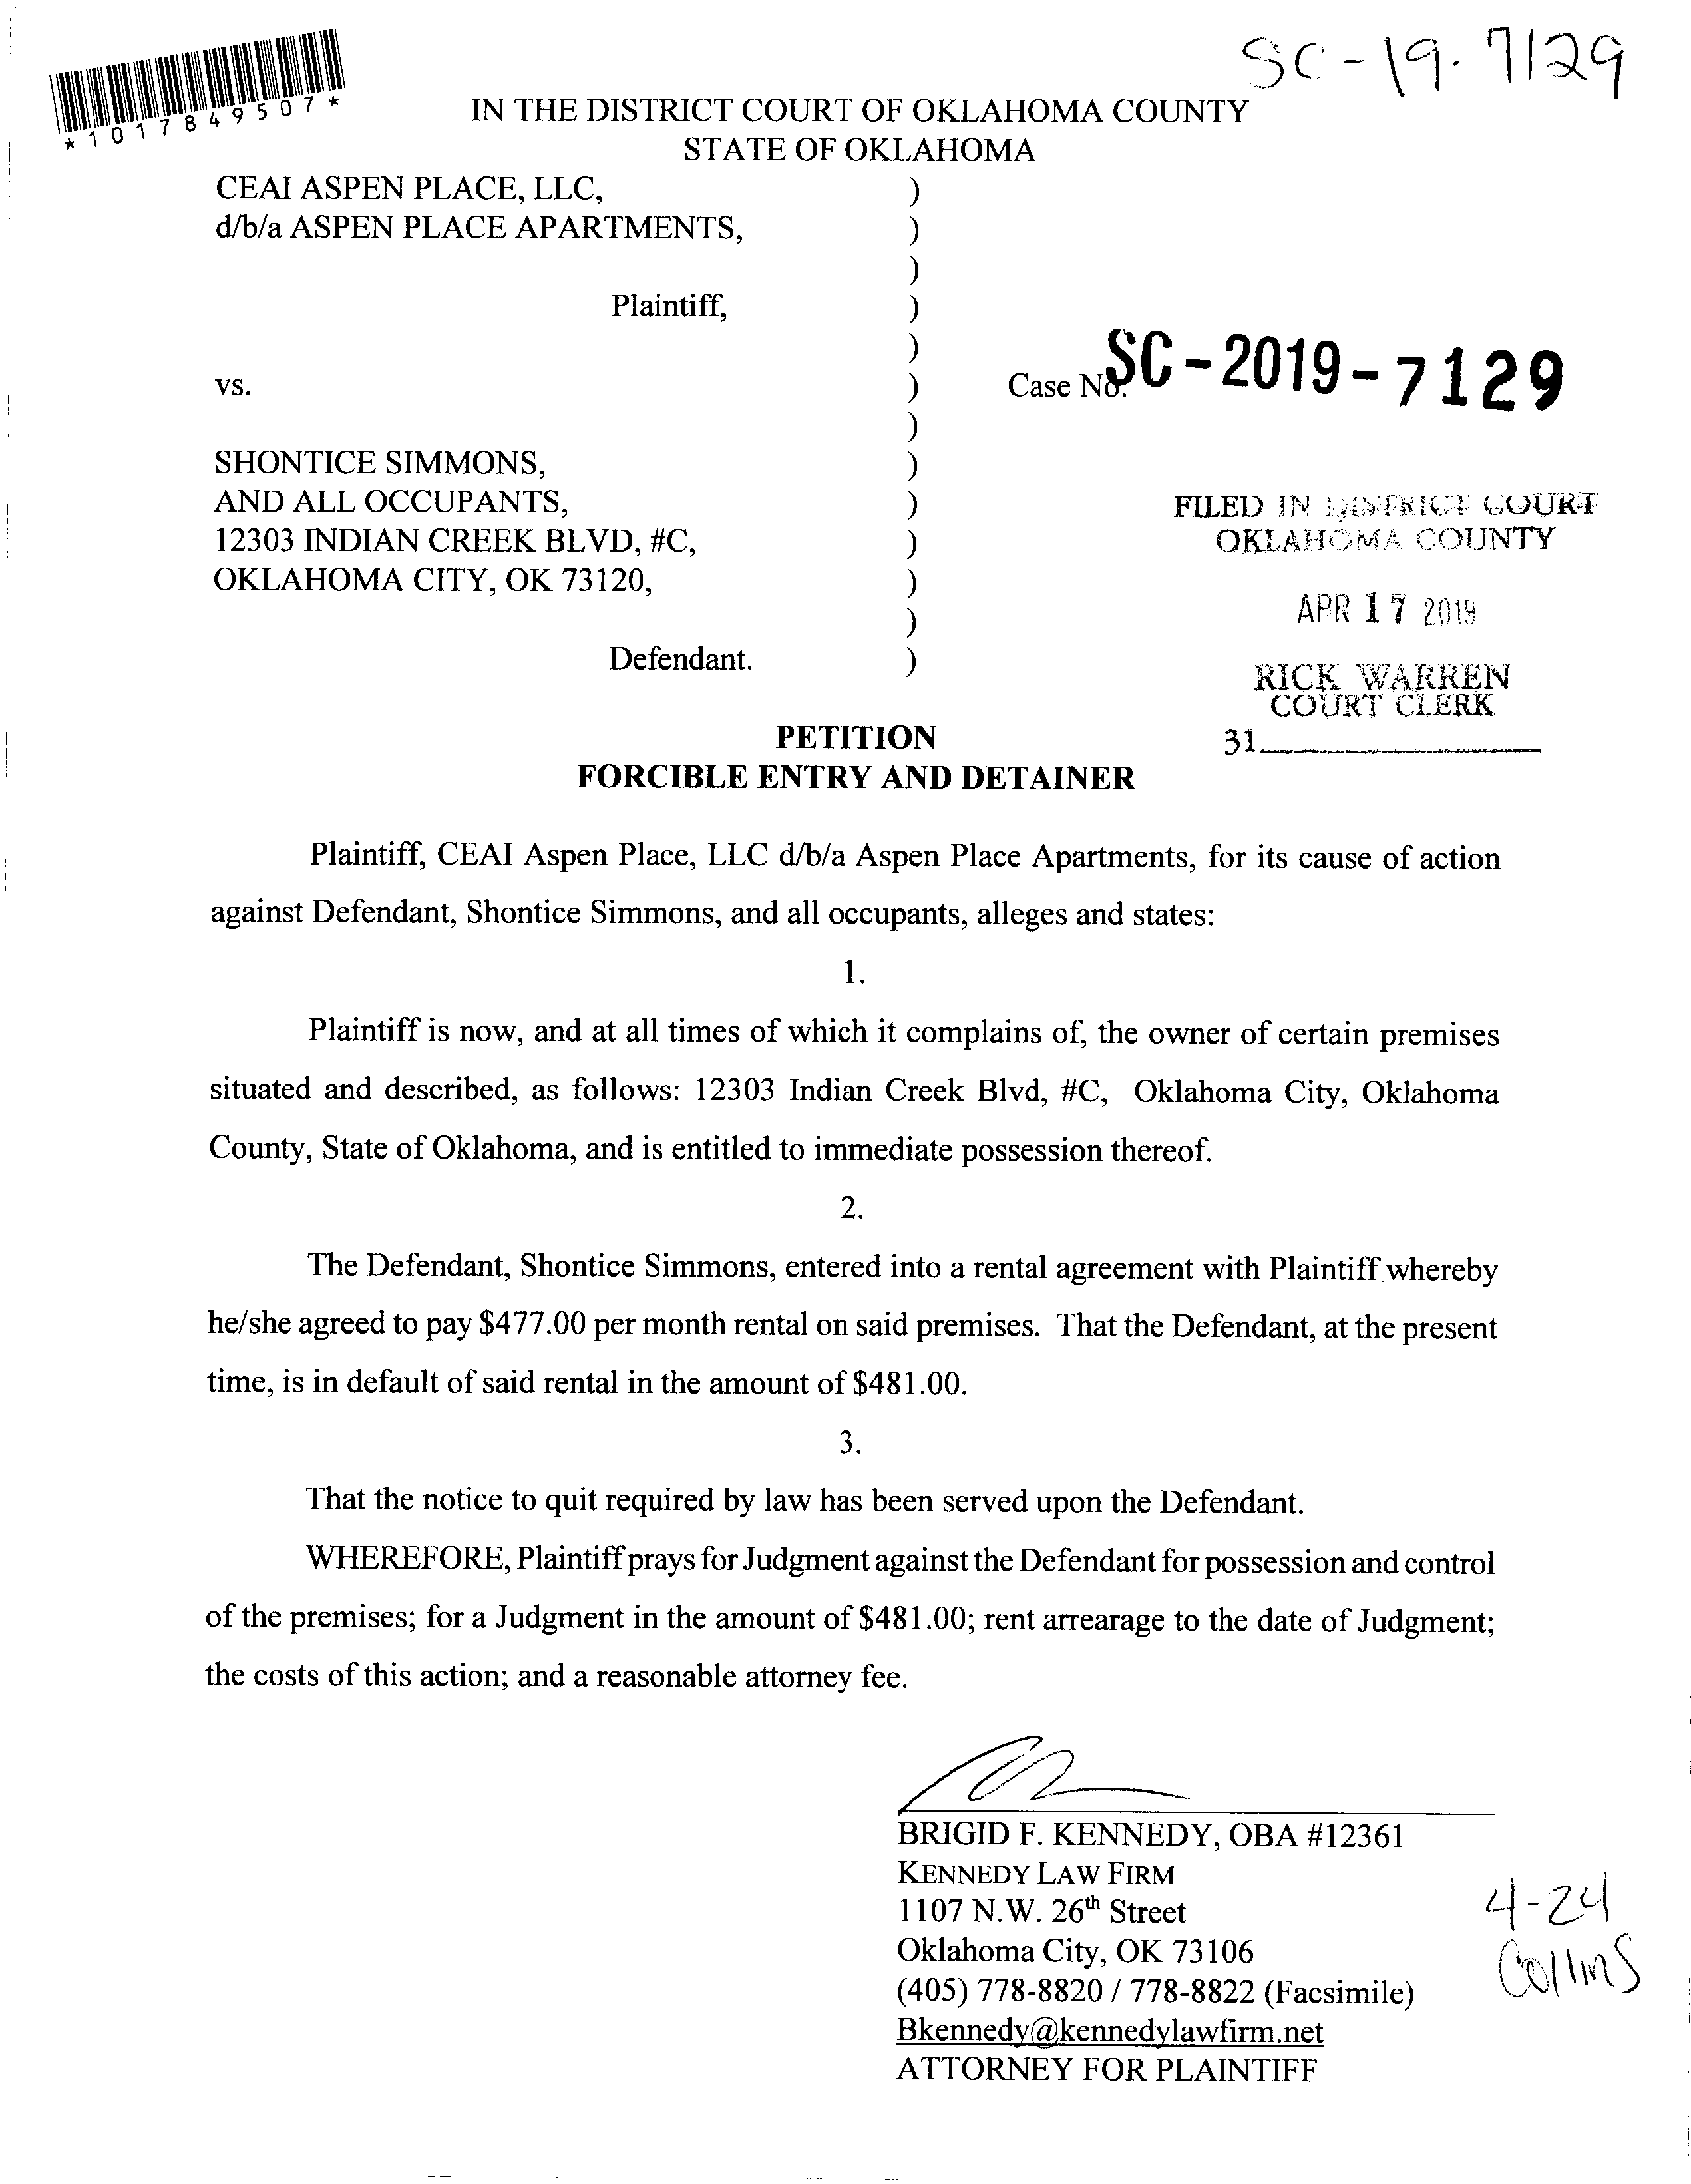 SC-19-7129
*1017849507*
IN THE DISTRICT COURT OF OKLAHOMA COUNTY
STATE OF OKLAHOMA
CEAI ASPEN PLACE, LLC, )
d/b/a ASPEN PLACE APARTMENTS, )
)
Plaintiff, )
)
vs. ) Case No. SC-2019-7129
)
SHONTICE SIMMONS, )
AND ALL OCCUPANTS, ) FILED IN DISTRICT COURT
12303 INDIAN CREEK BLVD, #C, ) OKLAHOMA COUNTY
OKLAHOMA CITY, OK 73120, )
) APR 17 2019
Defendant. )
RICK WARREN
COURT CLERK
PETITION
31
FORCIBLE ENTRY AND DETAINER
Plaintiff, CEAI Aspen Place, LLC d/b/a Aspen Place Apartments, for its cause of action
against Defendant, Shontice Simmons, and all occupants, alleges and states:
1.
Plaintiff is now, and at all times of which it complains of, the owner of certain premises
situated and described, as follows: 12303 Indian Creek Blvd, #C, Oklahoma City, Oklahoma
County, State of Oklahoma, and is entitled to immediate possession thereof.
2.
The Defendant, Shontice Simmons, entered into a rental agreement with Plaintiff whereby
he/she agreed to pay $477.00 per month rental on said premises. That the Defendant, at the present
time, is in default of said rental in the amount of $481.00.
3.
That the notice to quit required by law has been served upon the Defendant.
WHEREFORE, Plaintiff prays for Judgment against the Defendant for possession and control
of the premises; for a Judgment in the amount of $481.00; rent arrearage to the date of Judgment;
the costs of this action; and a reasonable attorney fee.
BRIGID F. KENNEDY, OBA #12361
KENNEDY LAW FIRM
1107 N.W. 26th Street
Oklahoma City, OK 73106
(405) 778-8820 / 778-8822 (Facsimile)
Bkennedy@kennedylawfirm.net
ATTORNEY FOR PLAINTIFF
4-24
Collins